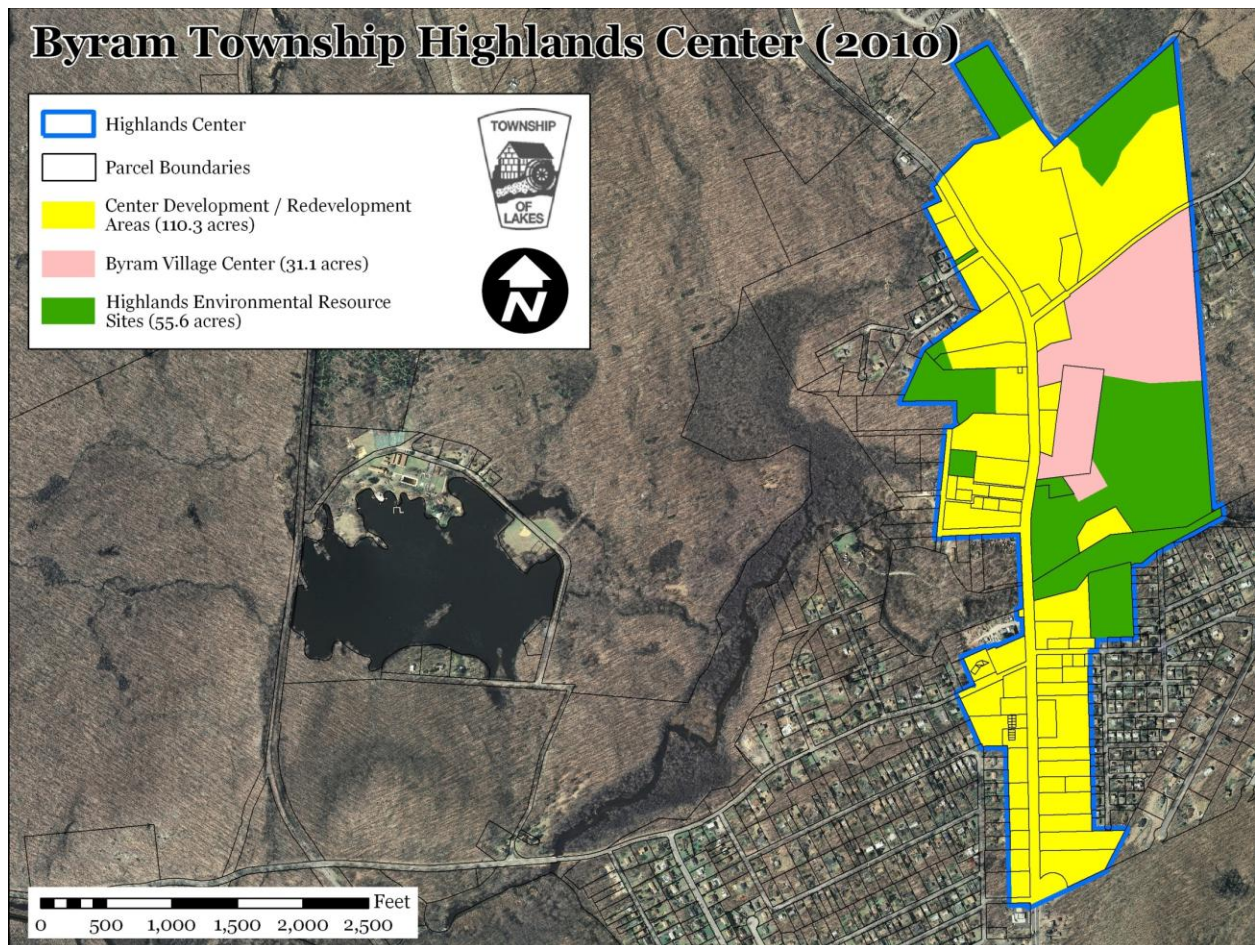 Byram Township Highlands Center (2010)
Highlands Center
Parcel Boundaries
Center Development / Redevelopment
Areas (110.3 acres)
Byram Village Center (31.1 acres)
Highlands Environmental Resource
Sites (55.6 acres)
TOWNSHIP
OF
LAKES
N
Feet
0 500 1,000 1,500 2,000 2,500